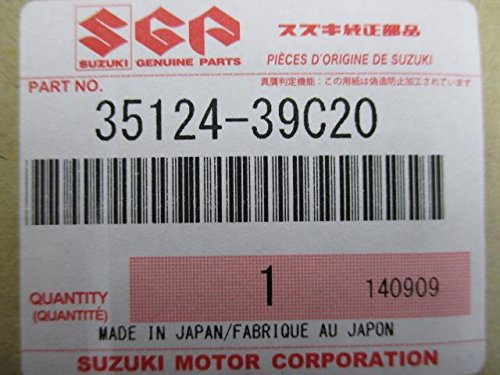 SGP スズキ純正部品
SUZUKI GENUINE PARTS PIÈCES D'ORIGINE DE SUZUKI
PART NO. 真贋判定機能：この用紙は偽造防止加工されています
35124-39C20
QUANTITY 1 140909
(QUANTITÉ)
MADE IN JAPAN/FABRIQUE AU JAPON
SUZUKI MOTOR CORPORATION